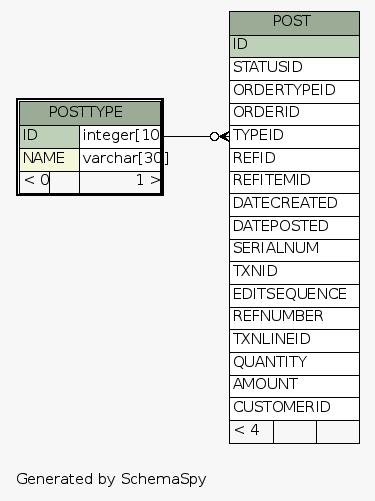 POST
ID
STATUSID
ORDERTYPEID
ORDERID
TYPEID
REFID
REFITEMID
DATECREATED
DATEPOSTED
SERIALNUM
TXNID
EDITSEQUENCE
REFNUMBER
TXNLINEID
QUANTITY
AMOUNT
CUSTOMERID
< 4
POSTTYPE
ID integer[10
NAME varchar[30]
< 0 1 >
Generated by SchemaSpy